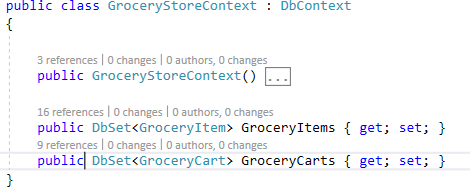 public class GroceryStoreContext : DbContext
{
3 references | 0 changes | 0 authors, 0 changes
public GroceryStoreContext() ...
16 references | 0 changes | 0 authors, 0 changes
public DbSet<GroceryItem> GroceryItems { get; set; }
9 references | 0 changes | 0 authors, 0 changes
public DbSet<GroceryCart> GroceryCarts { get; set; }
}